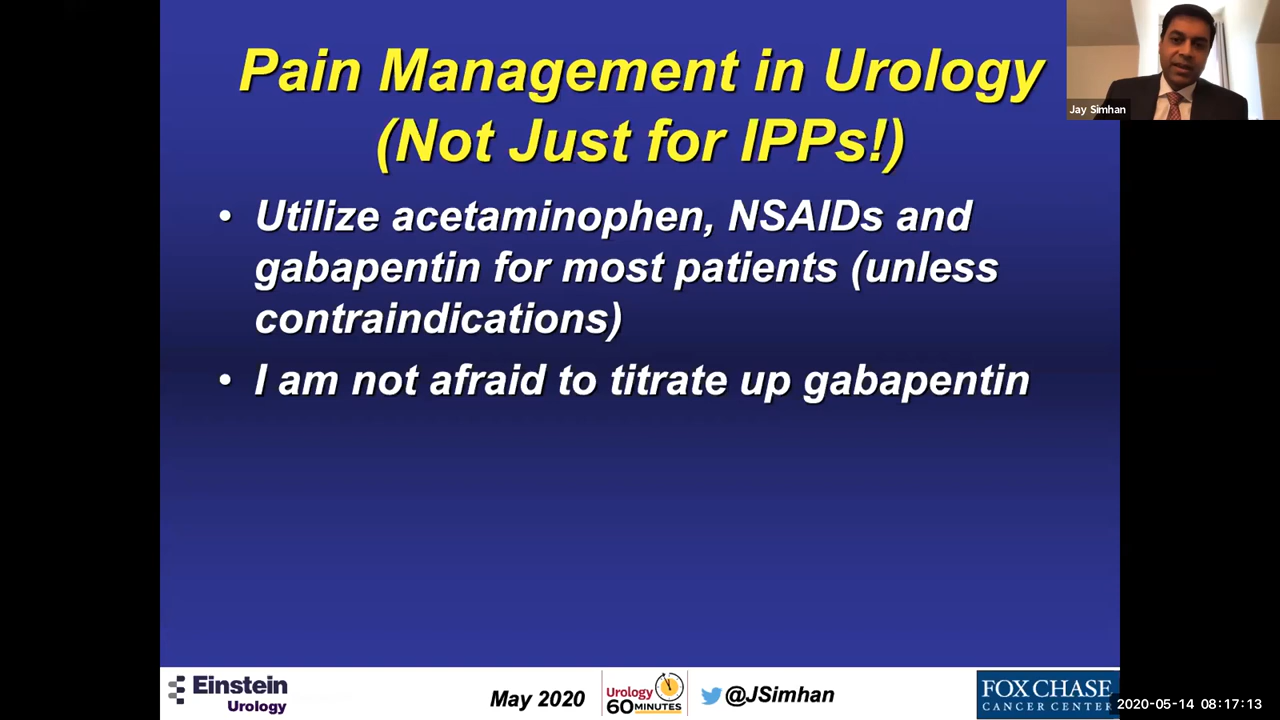 Pain Management in Urology
(Not Just for IPPs!)
• Utilize acetaminophen, NSAIDs and
gabapentin for most patients (unless
contraindications)
• I am not afraid to titrate up gabapentin
Jay Simhan
Einstein
Urology
May 2020
Urology
60 MINUTES
@JSimhan
FOX CHASE
CANCER CENTER
2020-05-14 08:17:13